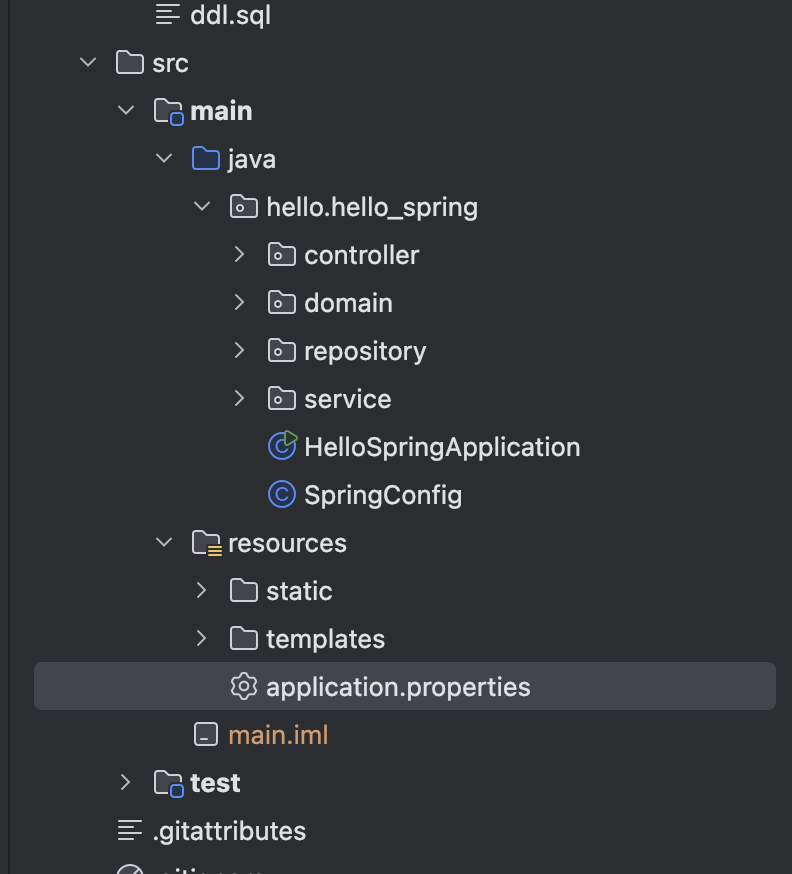 ddl.sql
src
main
java
hello.hello_spring
controller
domain
repository
service
HelloSpringApplication
SpringConfig
resources
static
templates
application.properties
main.iml
test
.gitattributes